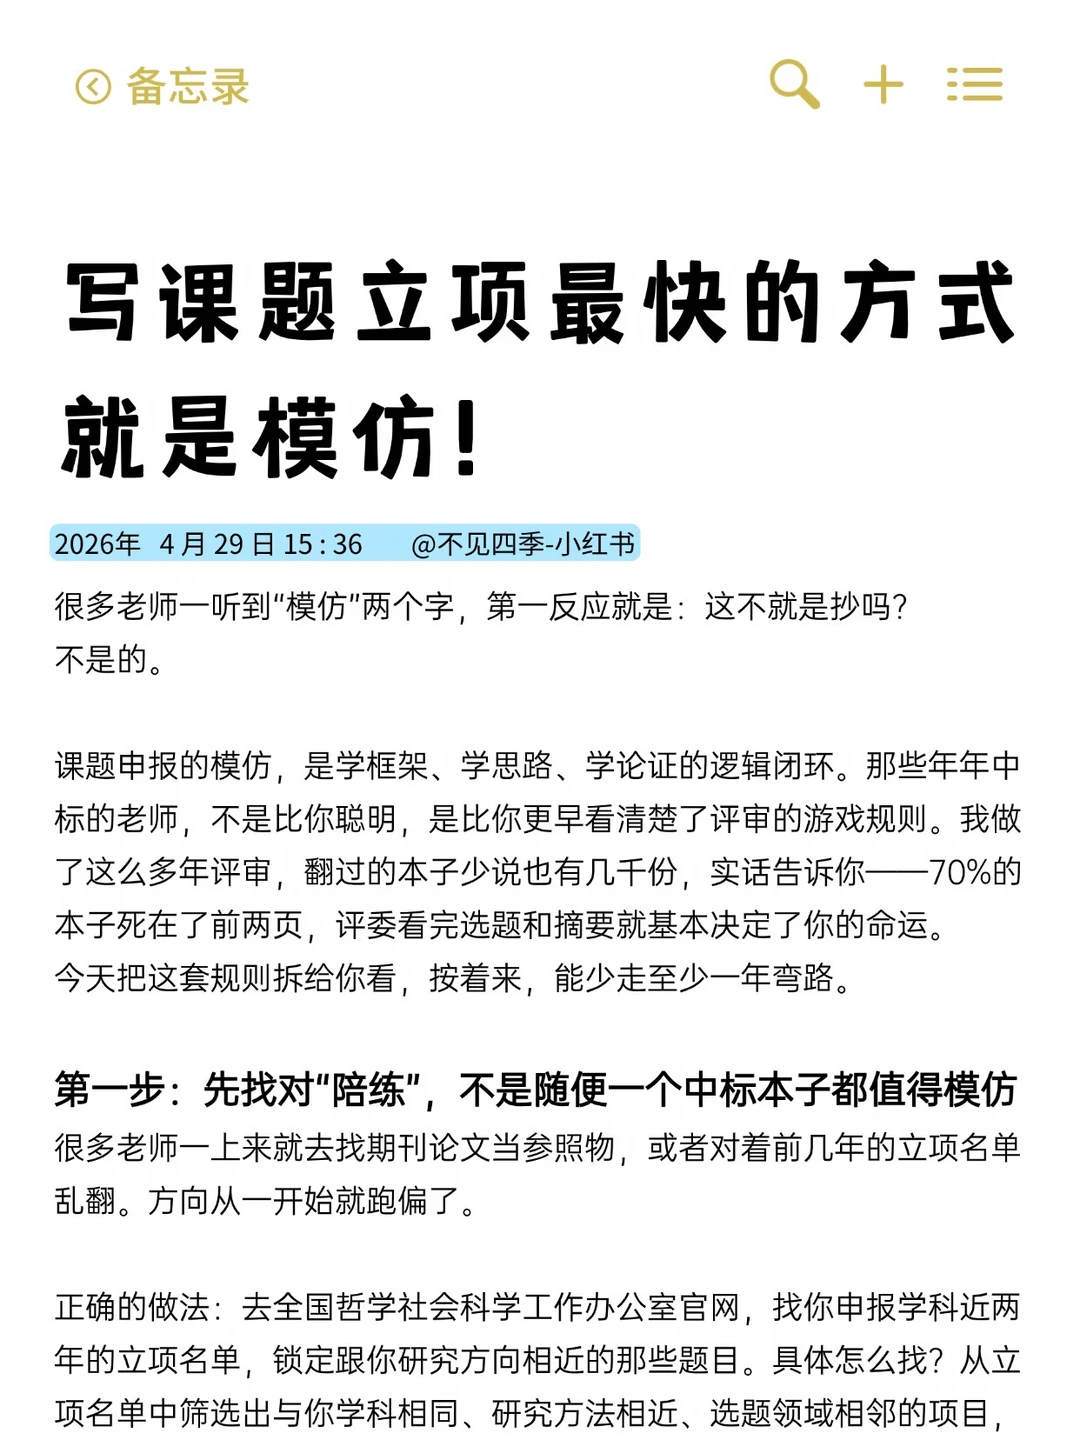 备忘录
写课题立项最快的方式
就是模仿！
2026年 4月29日15:36 @不见四季-小红书
很多老师一听到“模仿”两个字，第一反应就是：这不就是抄吗？
不是的。
课题申报的模仿，是学框架、学思路、学论证的逻辑闭环。那些年年中
标的老师，不是比你聪明，是比你更早看清楚了评审的游戏规则。我做
了这么多年评审，翻过的本子少说也有几千份，实话告诉你——70%的
本子死在了前两页，评委看完选题和摘要就基本决定了你的命运。
今天把这套规则拆给你看，按着来，能少走至少一年弯路。
第一步：先找对“陪练”，不是随便一个中标本子都值得模仿
很多老师一上来就去找期刊论文当参照物，或者对着前几年的立项名单
乱翻。方向从一开始就跑偏了。
正确的做法：去全国哲学社会科学工作办公室官网，找你申报学科近两
年的立项名单，锁定跟你研究方向相近的那些题目。具体怎么找？从立
项名单中筛选出与你学科相同、研究方法相近、选题领域相邻的项目，